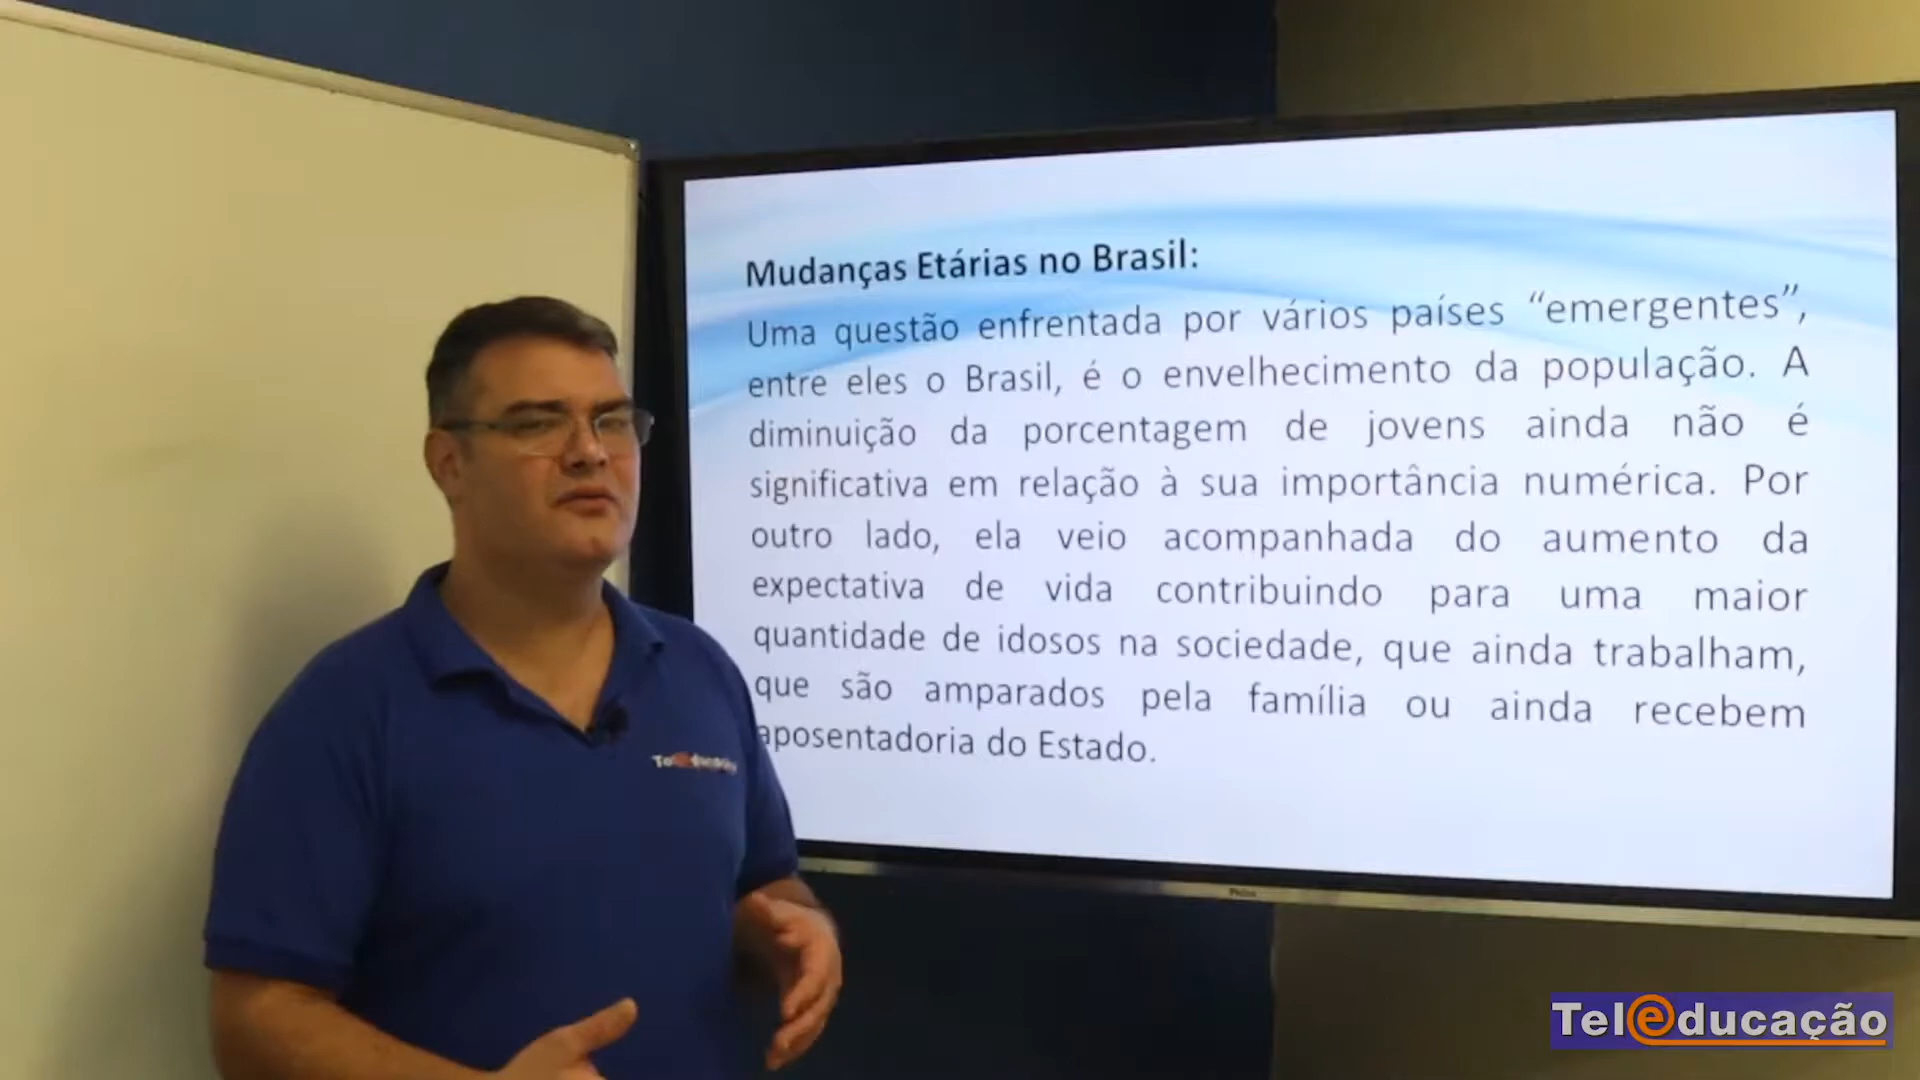 Mudanças Etárias no Brasil:
Uma questão enfrentada por vários países “emergentes”,
entre eles o Brasil, é o envelhecimento da população. A
diminuição da porcentagem de jovens ainda não é
significativa em relação à sua importância numérica. Por
outro lado, ela veio acompanhada do aumento da
expectativa de vida contribuindo para uma maior
quantidade de idosos na sociedade, que ainda trabalham,
que são amparados pela família ou ainda recebem
aposentadoria do Estado.
Teleducação
Philco
Teleducação